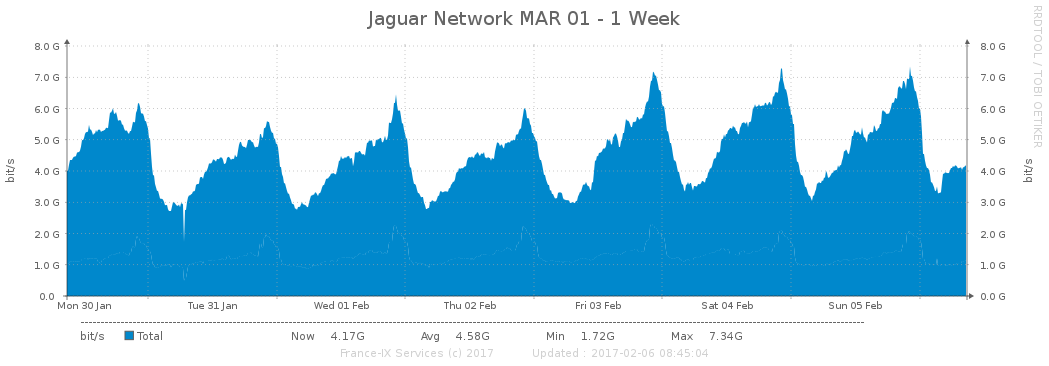 Jaguar Network MAR 01 - 1 Week
RRDTOOL / TOBI OETIKER
bit/s
8.0 G 8.0 G
7.0 G 7.0 G
6.0 G 6.0 G
5.0 G 5.0 G
4.0 G 4.0 G
3.0 G 3.0 G
2.0 G 2.0 G
1.0 G 1.0 G
0.0 0.0 G
bit/s
Mon 30 Jan Tue 31 Jan Wed 01 Feb Thu 02 Feb Fri 03 Feb Sat 04 Feb Sun 05 Feb
bit/s Total Now 4.17G Avg 4.58G Min 1.72G Max 7.34G
France-IX Services (c) 2017 Updated : 2017-02-06 08:45:04